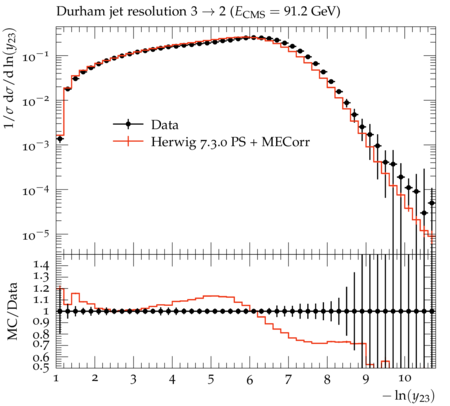 Durham jet resolution 3 → 2 (E_CMS = 91.2 GeV)
1/σ dσ/d ln(y₂₃)
10⁻¹
10⁻²
10⁻³
10⁻⁴
10⁻⁵
Data
Herwig 7.3.0 PS + MECorr
MC/Data
1.4
1.3
1.2
1.1
1
0.9
0.8
0.7
0.6
0.5
1 2 3 4 5 6 7 8 9 10
− ln(y₂₃)